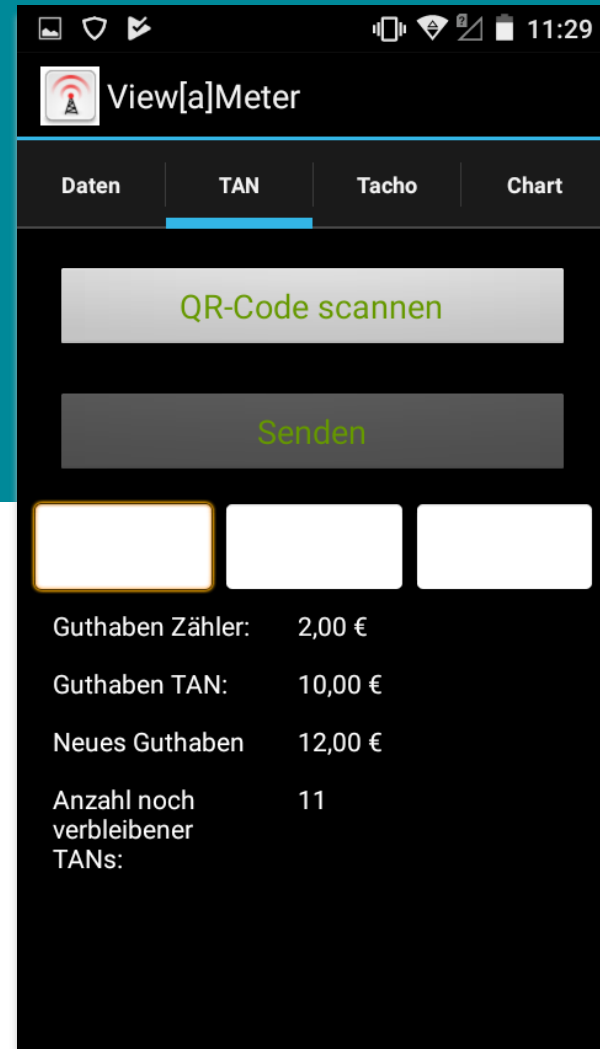 11:29
View[a]Meter
Daten TAN Tacho Chart
QR-Code scannen
Senden
Guthaben Zähler: 2,00 €
Guthaben TAN: 10,00 €
Neues Guthaben 12,00 €
Anzahl noch 11
verbleibener
TANs: